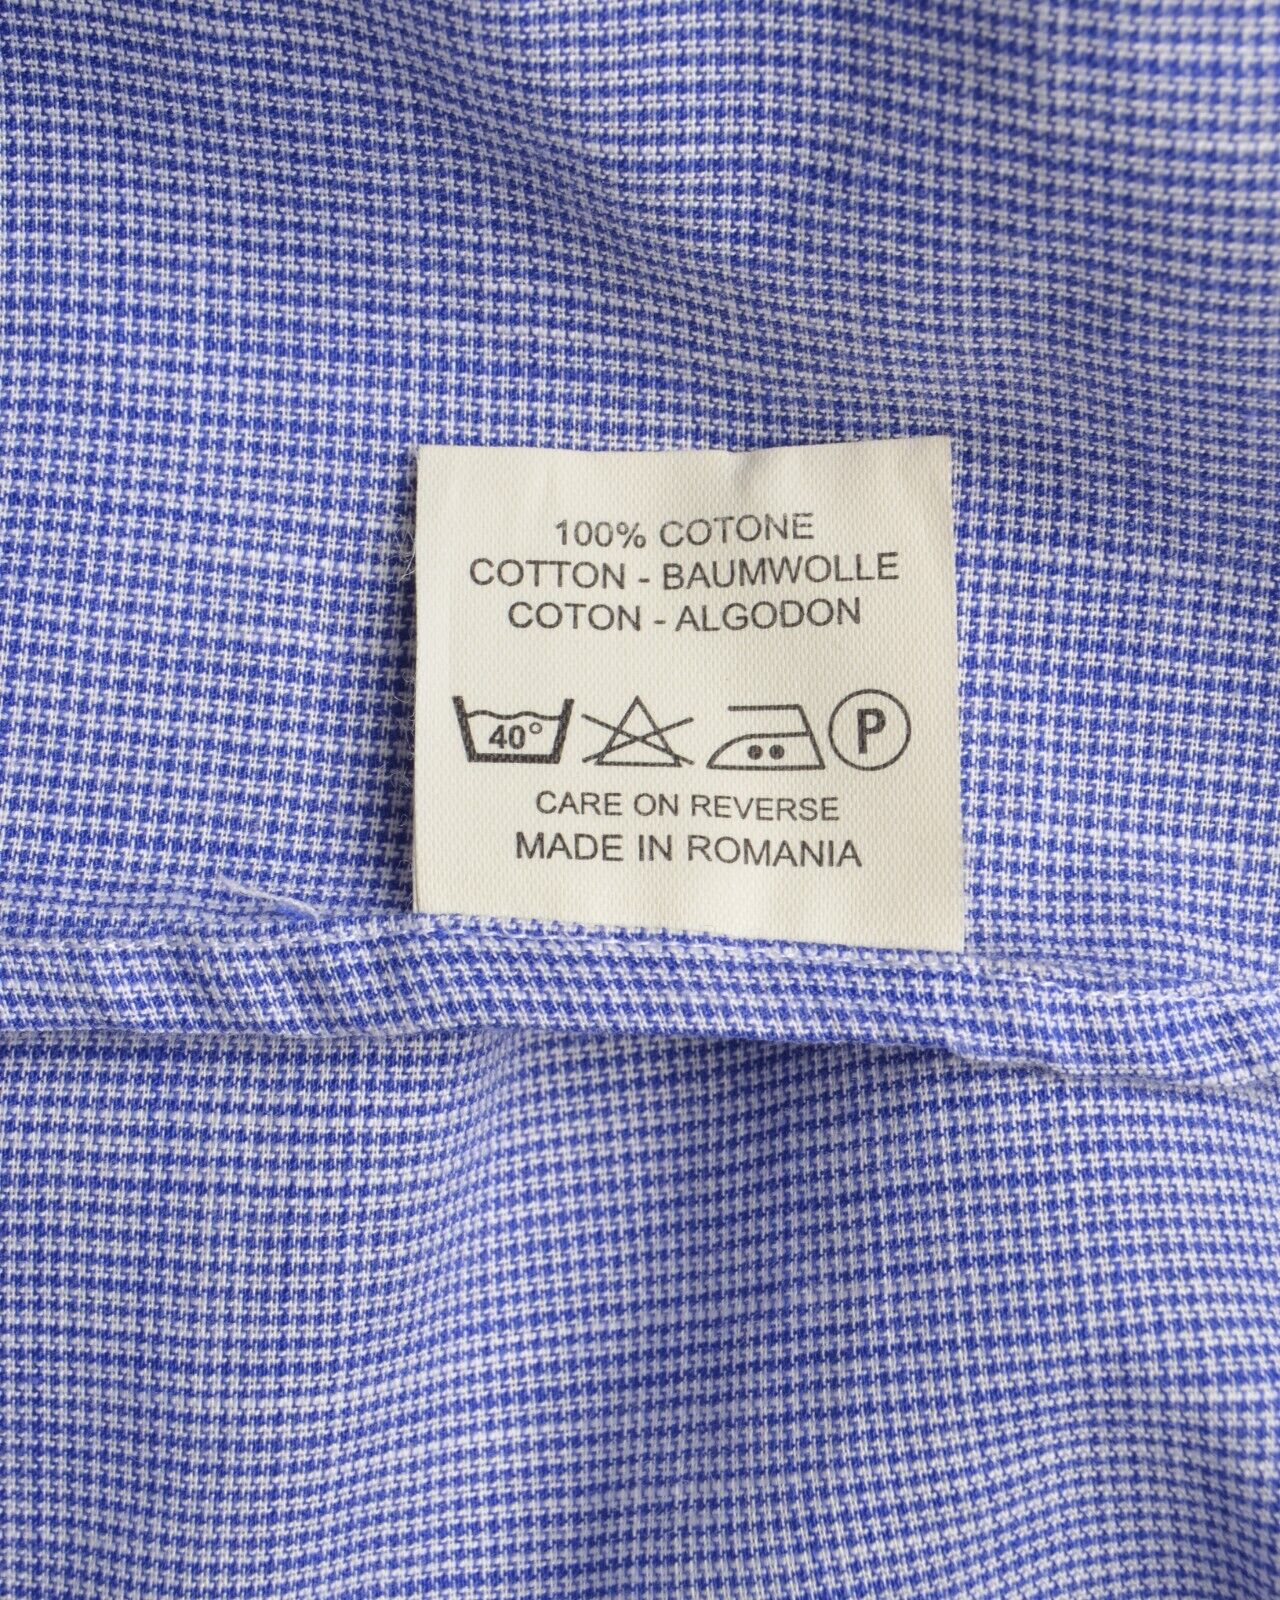 100% COTONE
COTTON - BAUMWOLLE
COTON - ALGODON
40° P
CARE ON REVERSE
MADE IN ROMANIA